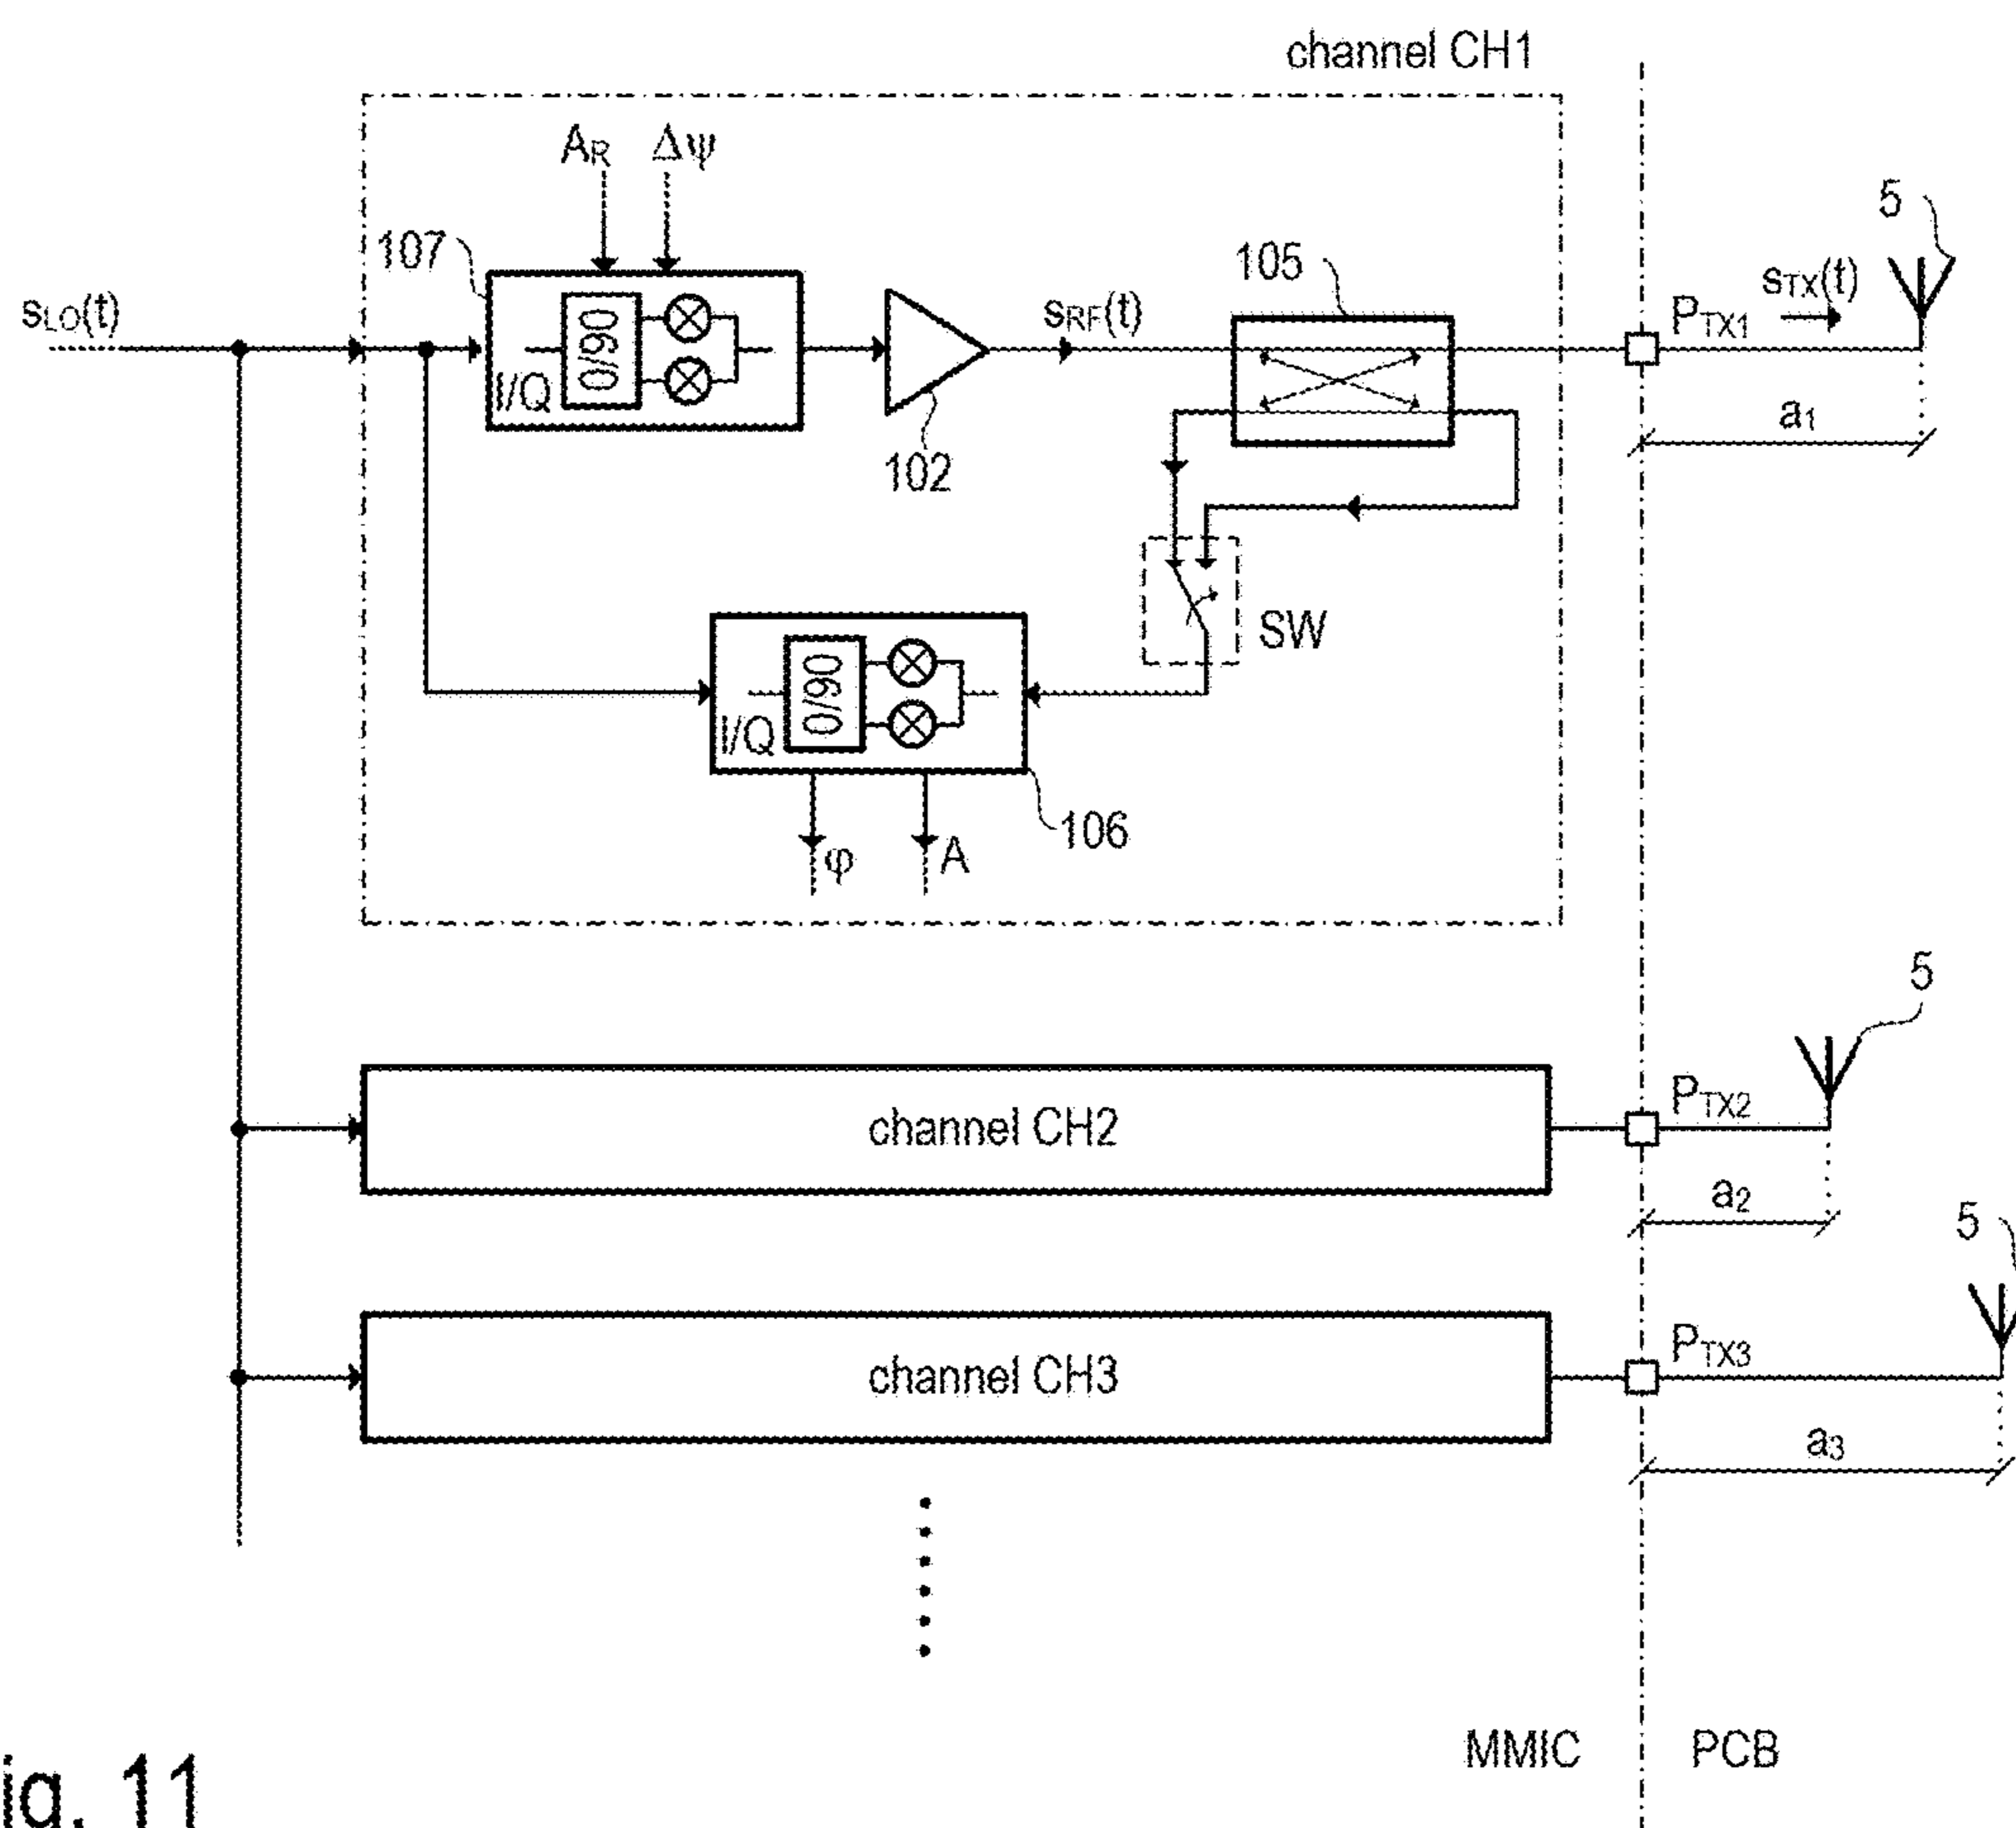 channel CH1
AR Δψ
107
5
105
sLO(t)
sRF(t)
PTX1
sTX(t)
0/90
I/Q
a1
102
SW
0/90
I/Q
106
φ
A
5
PTX2
channel CH2
a2
5
PTX3
channel CH3
a3
MMIC
PCB
ig. 11